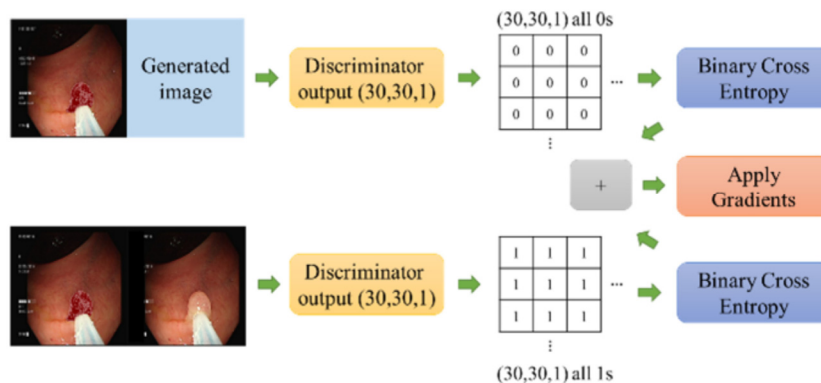 (30,30,1) all 0s
Generated
image
Discriminator
output (30,30,1)
0 0 0
0 0 0 ...
0 0 0
...
Binary Cross
Entropy
+
Apply
Gradients
Discriminator
output (30,30,1)
1 1 1
1 1 1 ...
1 1 1
...
Binary Cross
Entropy
(30,30,1) all 1s